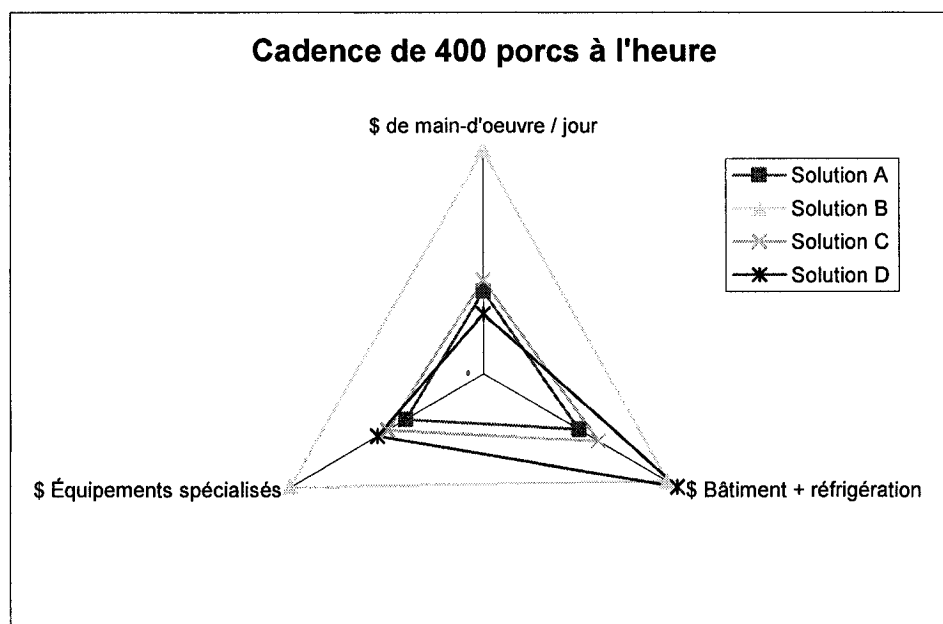 Cadence de 400 porcs à l'heure
$ de main-d'oeuvre / jour
Solution A
Solution B
Solution C
Solution D
$ Équipements spécialisés
$ Bâtiment + réfrigération